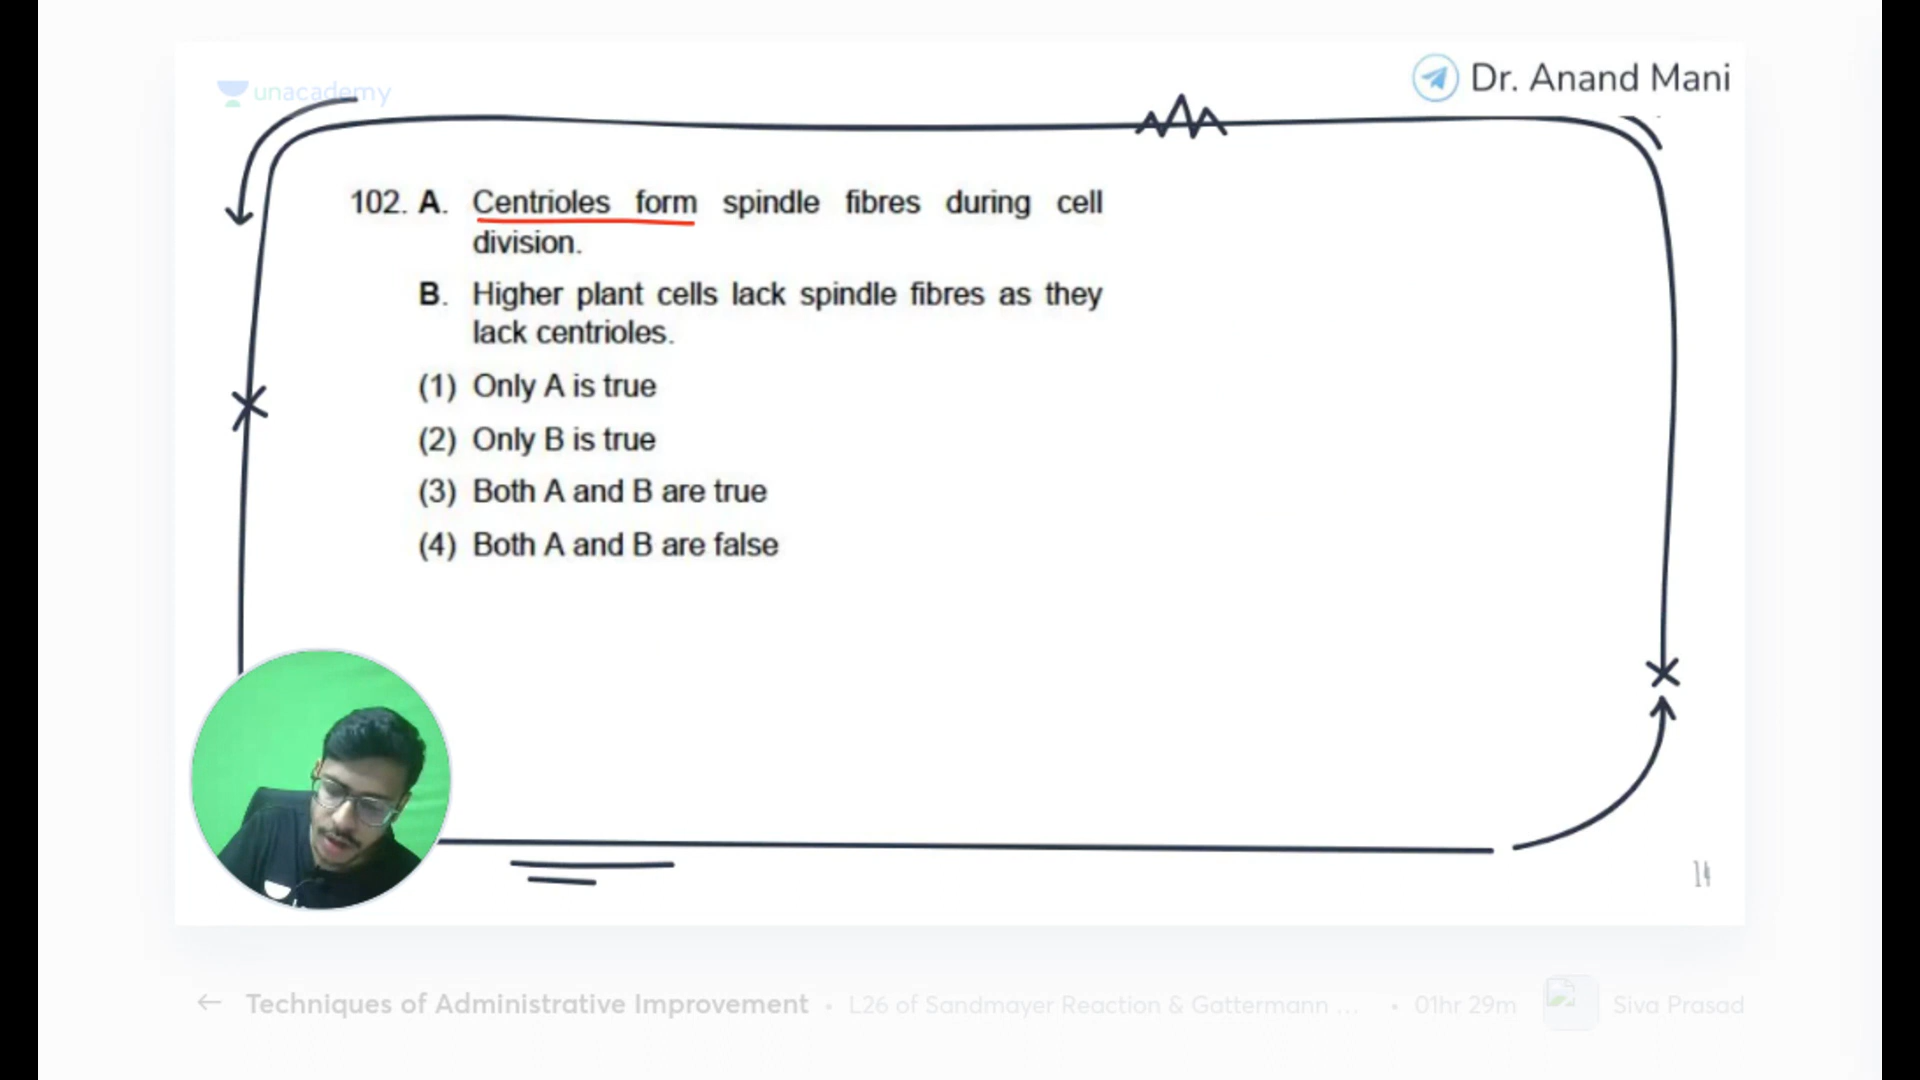 unacademy
Dr. Anand Mani
102. A. Centrioles form spindle fibres during cell
division.
B. Higher plant cells lack spindle fibres as they
lack centrioles.
(1) Only A is true
(2) Only B is true
(3) Both A and B are true
(4) Both A and B are false
14
← Techniques of Administrative Improvement • L26 of Sandmayer Reaction & Gattermann ... • 01hr 29m Siva Prasad